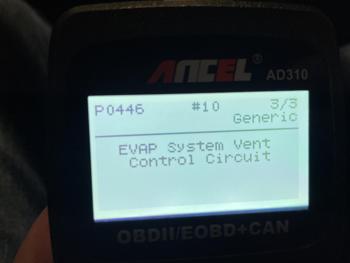 ANCEL®
AD310
P0446 #10 3/3
Generic
EVAP System Vent
Control Circuit
OBDII/EOBD+CAN